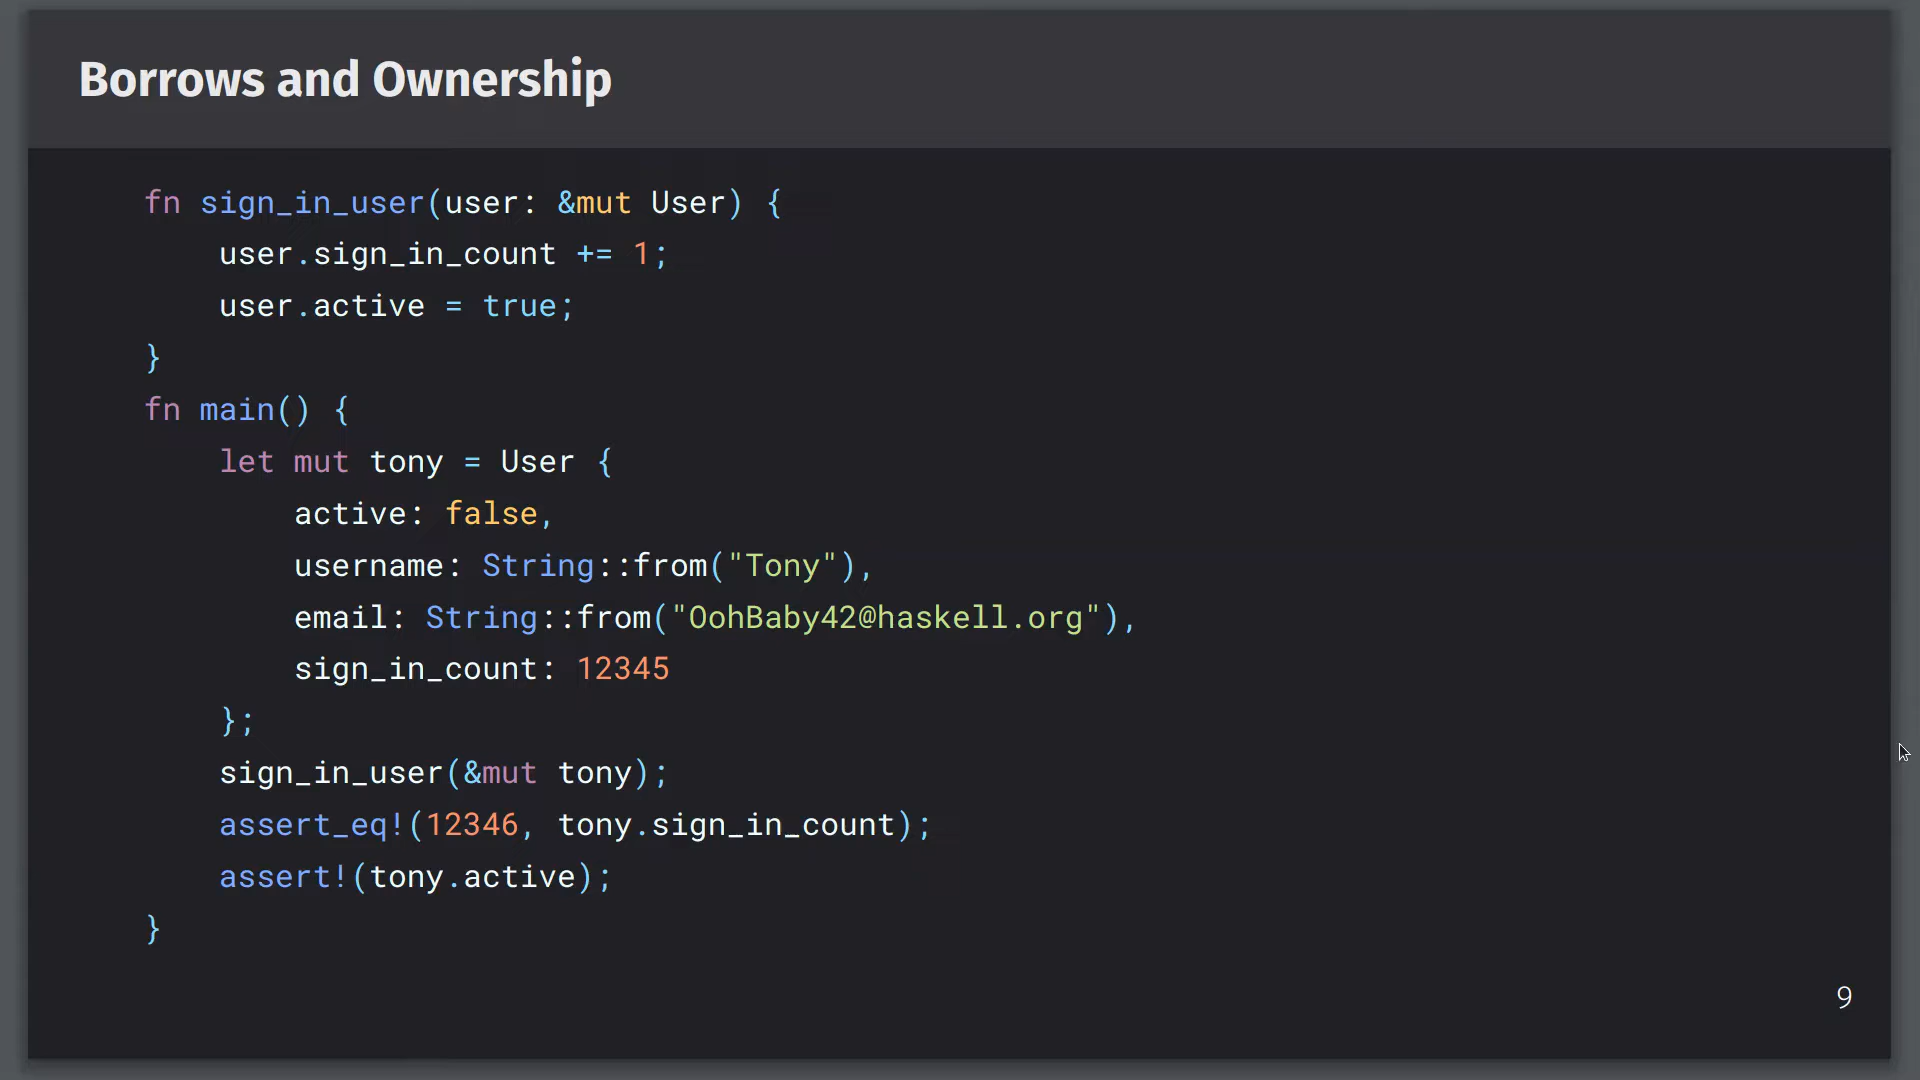 Borrows and Ownership
fn sign_in_user(user: &mut User) {
    user.sign_in_count += 1;
    user.active = true;
}
fn main() {
    let mut tony = User {
        active: false,
        username: String::from("Tony"),
        email: String::from("OohBaby42@haskell.org"),
        sign_in_count: 12345
    };
    sign_in_user(&mut tony);
    assert_eq!(12346, tony.sign_in_count);
    assert!(tony.active);
}
9